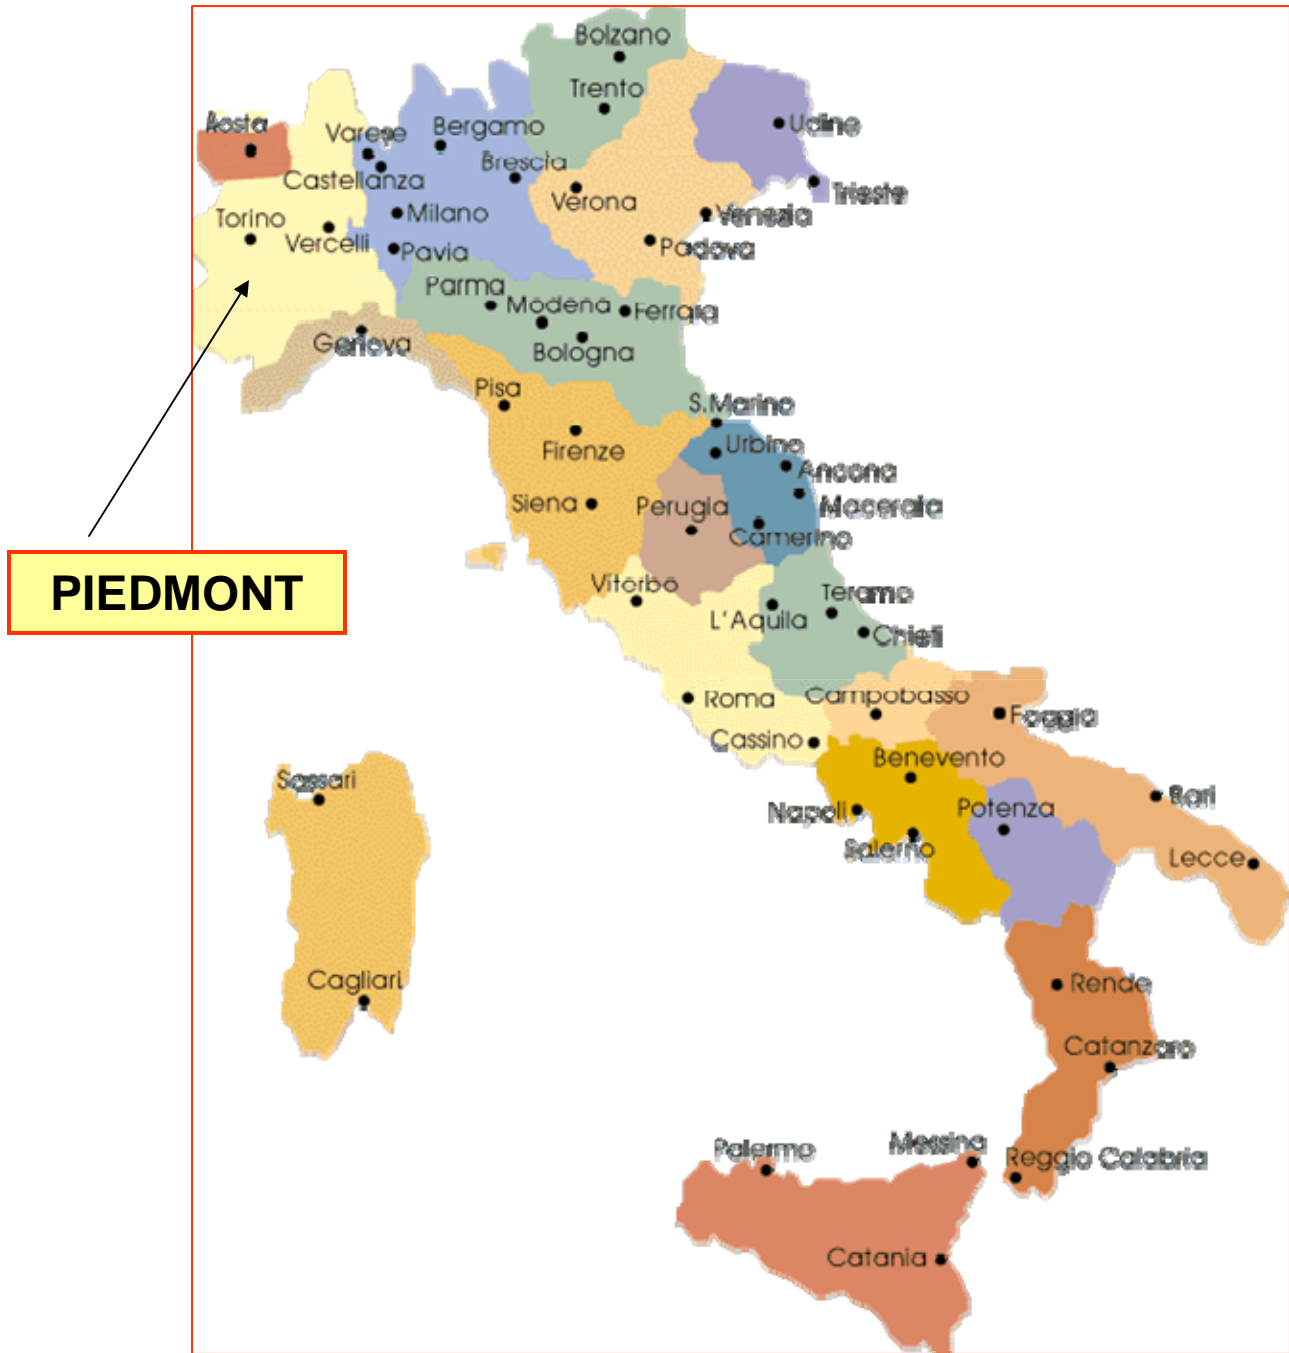 Bolzano
Trento
Aosta
Varese
Bergamo
Udine
Brescia
Castellanza
Verona
Trieste
Torino
Milano
Venezia
Vercelli
Pavia
Padova
Parma
Modena
Ferrara
Genova
Bologna
Pisa
S.Marino
Firenze
Urbino
Ancona
Siena
Perugia
Macerata
Camerino
PIEDMONT
Viterbo
Teramo
L'Aquila
Chieti
Roma
Campobasso
Foggia
Cassino
Benevento
Sassari
Napoli
Potenza
Bari
Salerno
Lecce
Cagliari
Rende
Catanzaro
Palermo
Messina
Reggio Calabria
Catania